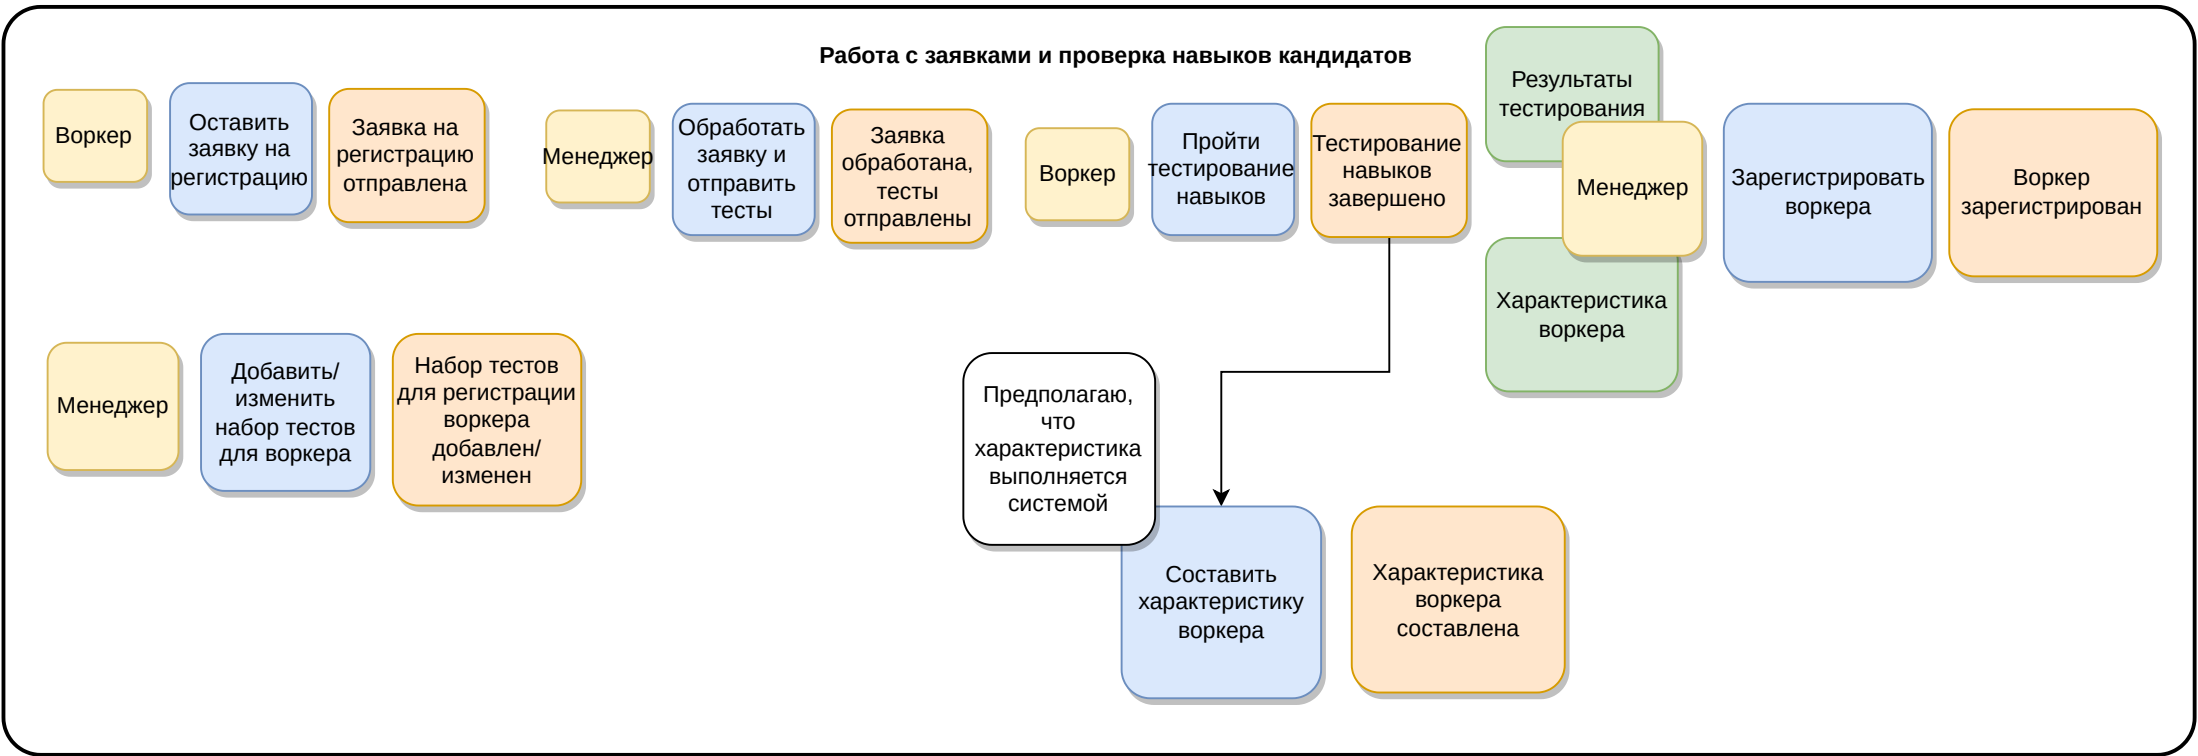 Работа с заявками и проверка навыков кандидатов
Воркер
Оставить
заявку на
регистрацию
Заявка на
регистрацию
отправлена
Менеджер
Обработать
заявку и
отправить
тесты
Заявка
обработана,
тесты
отправлены
Воркер
Пройти
тестирование
навыков
Тестирование
навыков
завершено
Результаты
тестирования
Менеджер
Характеристика
воркера
Зарегистрировать
воркера
Воркер
зарегистрирован
Менеджер
Добавить/
изменить
набор тестов
для воркера
Набор тестов
для регистрации
воркера
добавлен/
изменен
Предполагаю,
что
характеристика
выполняется
системой
Составить
характеристику
воркера
Характеристика
воркера
составлена